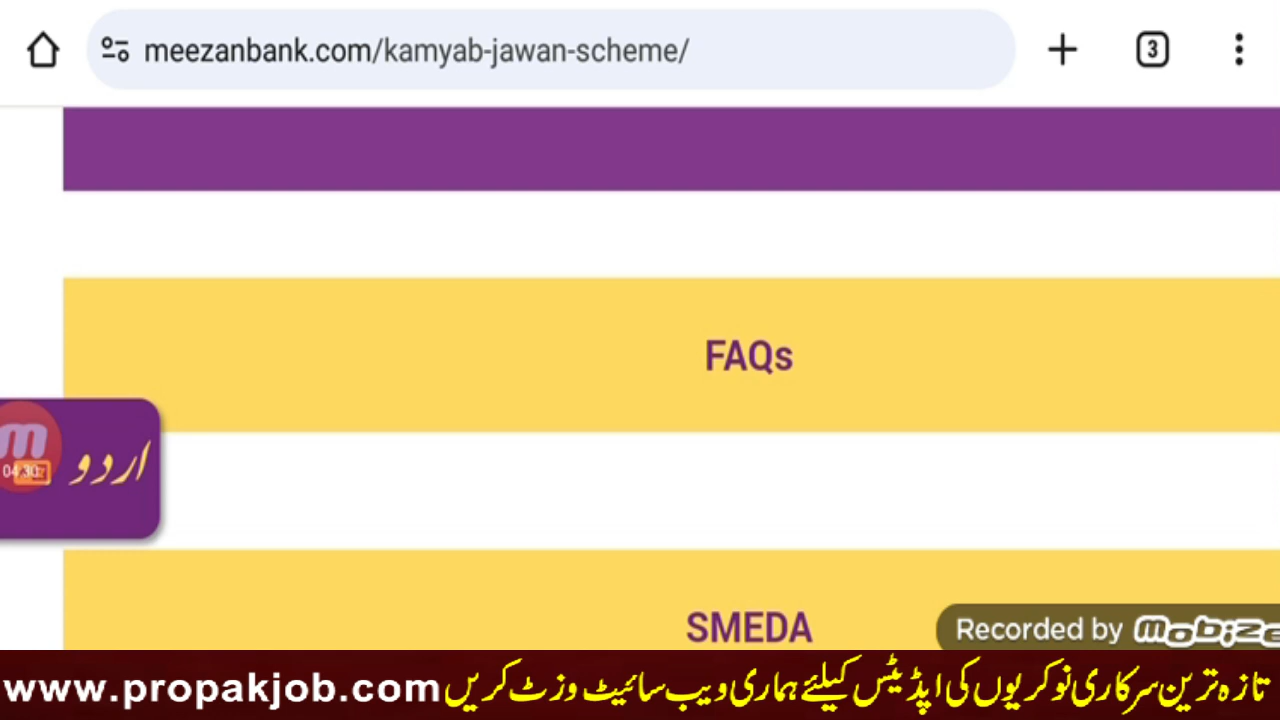 meezanbank.com/kamyab-jawan-scheme/
3
FAQs
m
04:30
اردو
SMEDA
Recorded by
www.propakjob.com تازہ ترین سرکاری نوکریوں کی اپڈیٹس کیلئے ہماری ویب سائیٹ وزٹ کریں